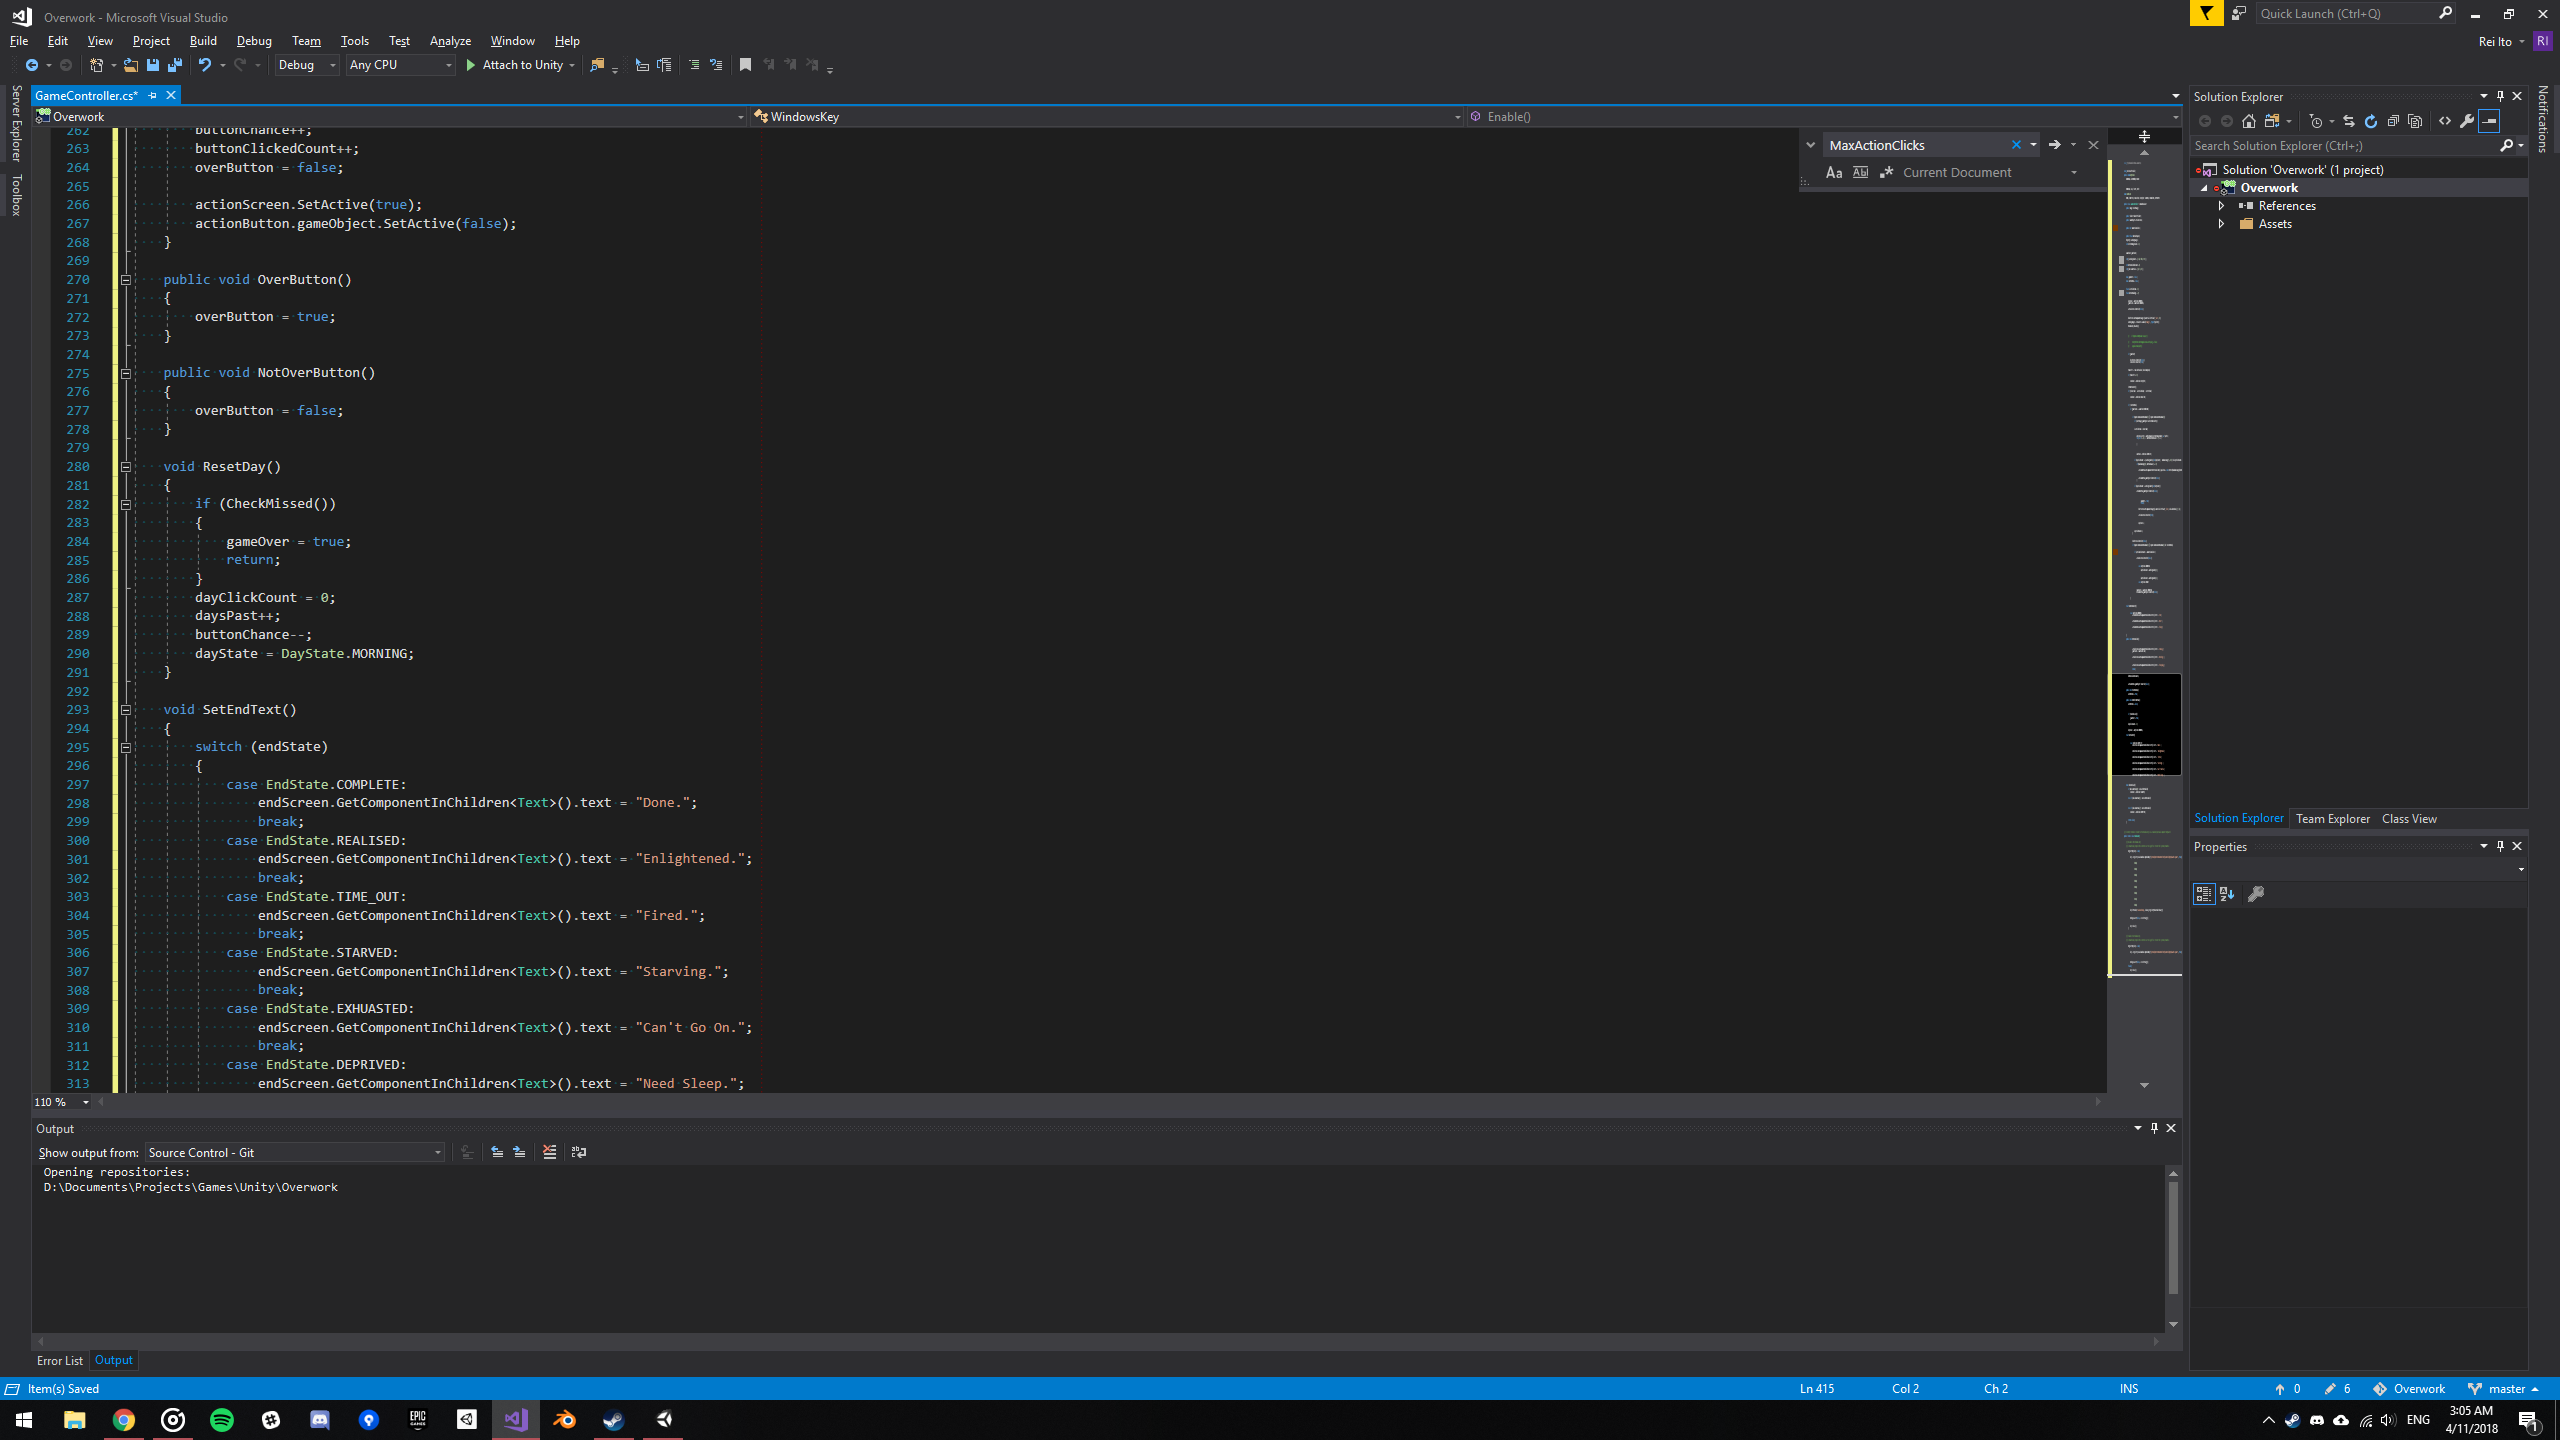 Overwork - Microsoft Visual Studio
Quick Launch (Ctrl+Q)
File Edit View Project Build Debug Team Tools Test Analyze Window Help
Rei Ito RI
Debug Any CPU Attach to Unity
Server Explorer
Toolbox
Notifications
GameController.cs*
Overwork WindowsKey Enable()
MaxActionClicks
Aa Current Document
262 buttonChance++;
263 buttonClickedCount++;
264 overButton = false;
265
266 actionScreen.SetActive(true);
267 actionButton.gameObject.SetActive(false);
268 }
269
270 public void OverButton()
271 {
272 overButton = true;
273 }
274
275 public void NotOverButton()
276 {
277 overButton = false;
278 }
279
280 void ResetDay()
281 {
282 if (CheckMissed())
283 {
284 gameOver = true;
285 return;
286 }
287 dayClickCount = 0;
288 daysPast++;
289 buttonChance--;
290 dayState = DayState.MORNING;
291 }
292
293 void SetEndText()
294 {
295 switch (endState)
296 {
297 case EndState.COMPLETE:
298 endScreen.GetComponentInChildren<Text>().text = "Done.";
299 break;
300 case EndState.REALISED:
301 endScreen.GetComponentInChildren<Text>().text = "Enlightened.";
302 break;
303 case EndState.TIME_OUT:
304 endScreen.GetComponentInChildren<Text>().text = "Fired.";
305 break;
306 case EndState.STARVED:
307 endScreen.GetComponentInChildren<Text>().text = "Starving.";
308 break;
309 case EndState.EXHUASTED:
310 endScreen.GetComponentInChildren<Text>().text = "Can't Go On.";
311 break;
312 case EndState.DEPRIVED:
313 endScreen.GetComponentInChildren<Text>().text = "Need Sleep.";
110 %
Solution Explorer
Search Solution Explorer (Ctrl+;)
Solution 'Overwork' (1 project)
Overwork
References
Assets
Solution Explorer Team Explorer Class View
Properties
Output
Show output from: Source Control - Git
Opening repositories:
D:\Documents\Projects\Games\Unity\Overwork
Error List Output
Item(s) Saved Ln 415 Col 2 Ch 2 INS 0 6 Overwork master
EPIC GAMES
ENG
3:05 AM
4/11/2018
1